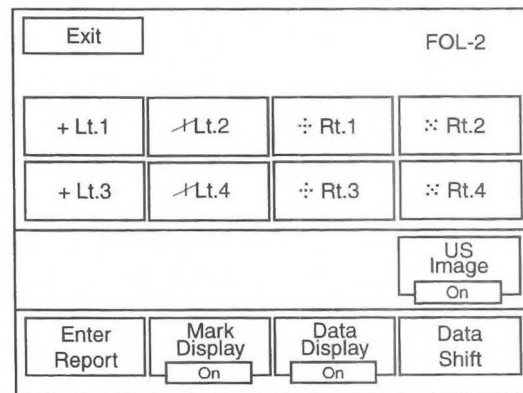 Exit FOL-2
+ Lt.1 Lt.2 Rt.1 Rt.2
+ Lt.3 Lt.4 Rt.3 Rt.4
US
Image
On
Enter Mark Data Data
Report Display Display Shift
On On